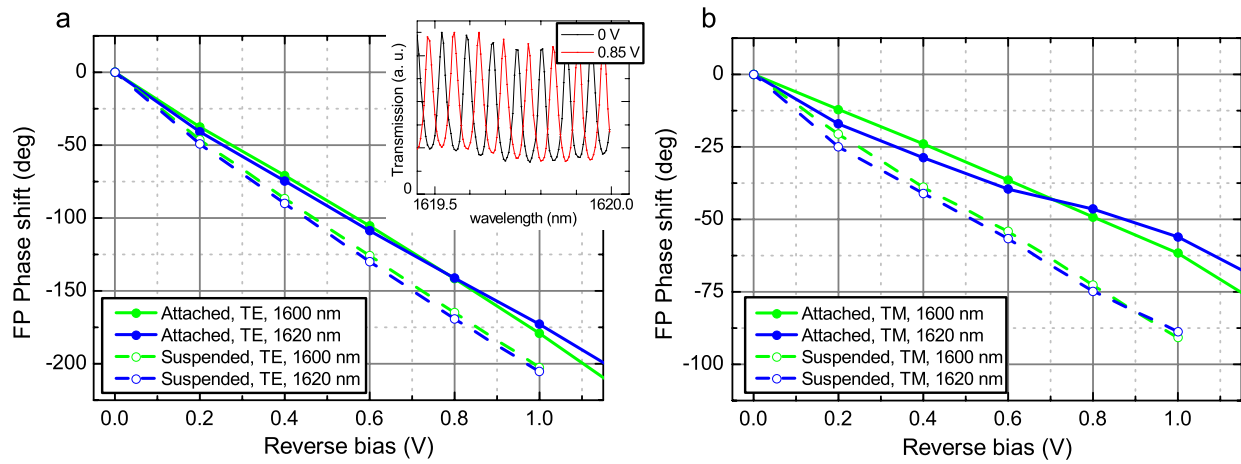 a
0
-50
-100
-150
-200
FP Phase shift (deg)
0.0
0.2
0.4
0.6
0.8
1.0
Reverse bias (V)
Attached, TE, 1600 nm
Attached, TE, 1620 nm
Suspended, TE, 1600 nm
Suspended, TE, 1620 nm
0 V
0.85 V
Transmission (a. u.)
0
1619.5
1620.0
wavelength (nm)
b
0
-25
-50
-75
-100
FP Phase shift (deg)
0.0
0.2
0.4
0.6
0.8
1.0
Reverse bias (V)
Attached, TM, 1600 nm
Attached, TM, 1620 nm
Suspended, TM, 1600 nm
Suspended, TM, 1620 nm